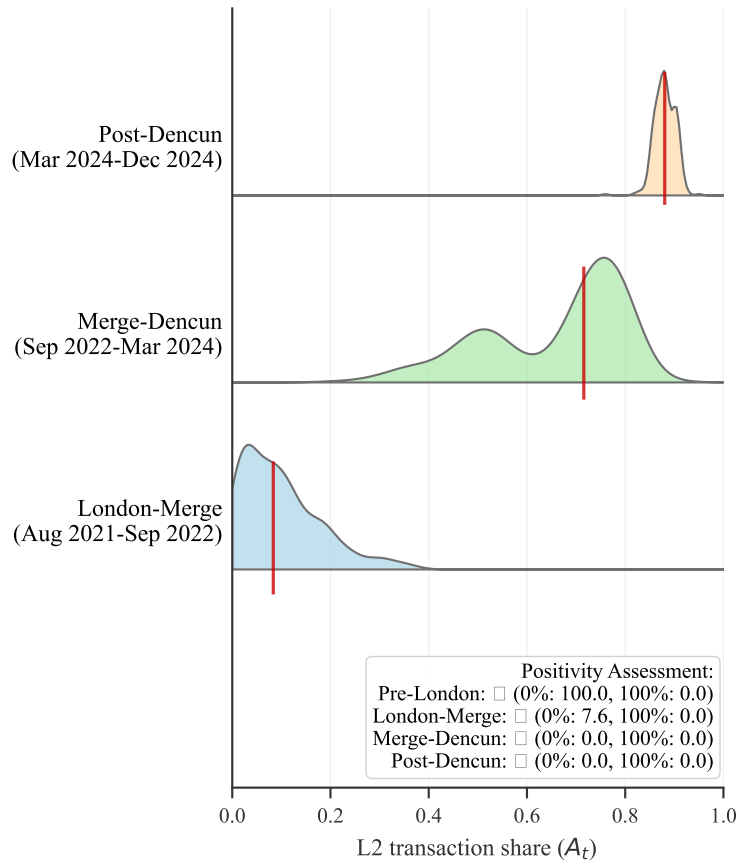 Post-Dencun
(Mar 2024-Dec 2024)
Merge-Dencun
(Sep 2022-Mar 2024)
London-Merge
(Aug 2021-Sep 2022)
Positivity Assessment:
Pre-London: □ (0%: 100.0, 100%: 0.0)
London-Merge: □ (0%: 7.6, 100%: 0.0)
Merge-Dencun: □ (0%: 0.0, 100%: 0.0)
Post-Dencun: □ (0%: 0.0, 100%: 0.0)
0.0 0.2 0.4 0.6 0.8 1.0
L2 transaction share (A_t)